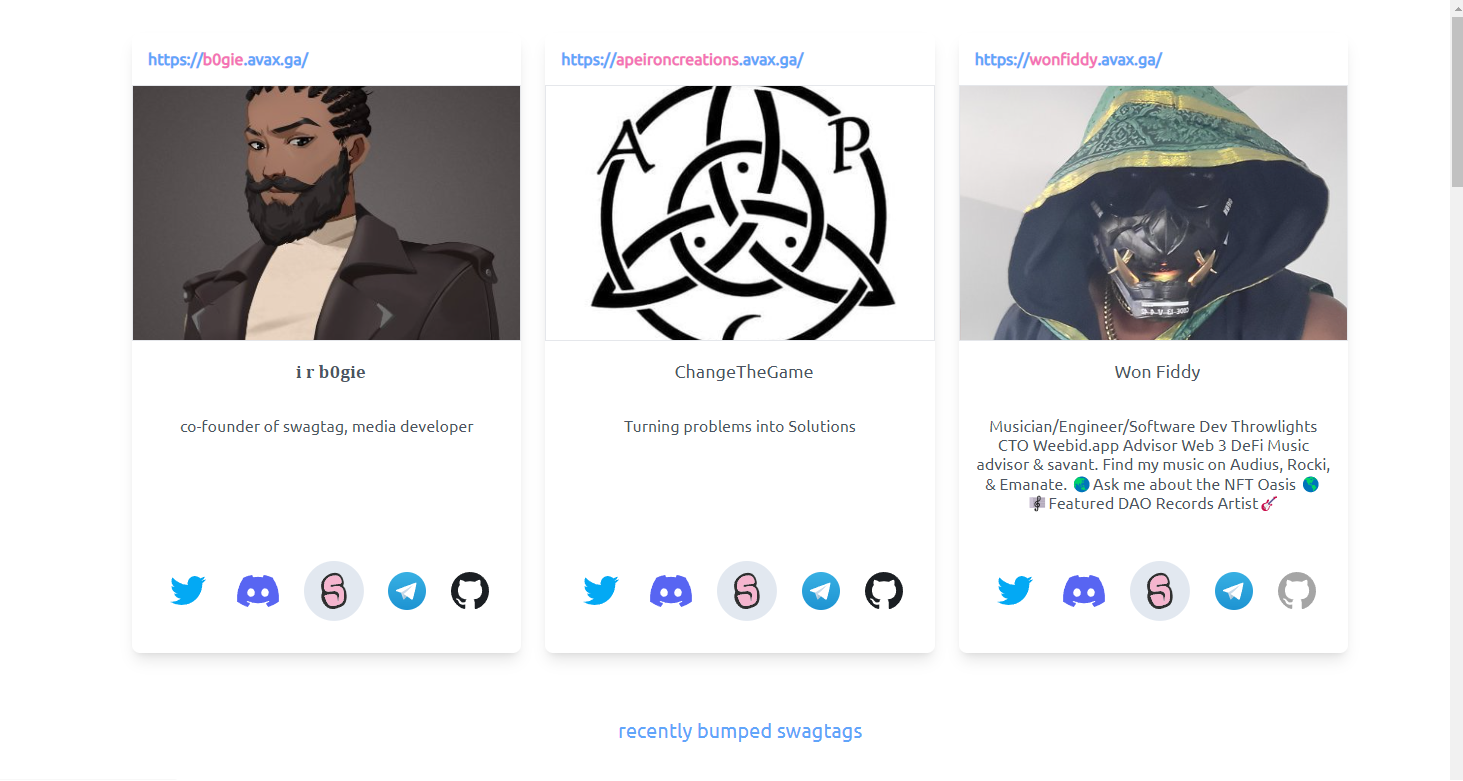 https://b0gie.avax.ga/
https://apeironcreations.avax.ga/
https://wonfiddy.avax.ga/
A P
i r b0gie
ChangeTheGame
Won Fiddy
co-founder of swagtag, media developer
Turning problems into Solutions
Musician/Engineer/Software Dev Throwlights
CTO Weebid.app Advisor Web 3 DeFi Music
advisor & savant. Find my music on Audius, Rocki,
& Emanate. 🌎 Ask me about the NFT Oasis 🌎
🎼 Featured DAO Records Artist 🎸
recently bumped swagtags